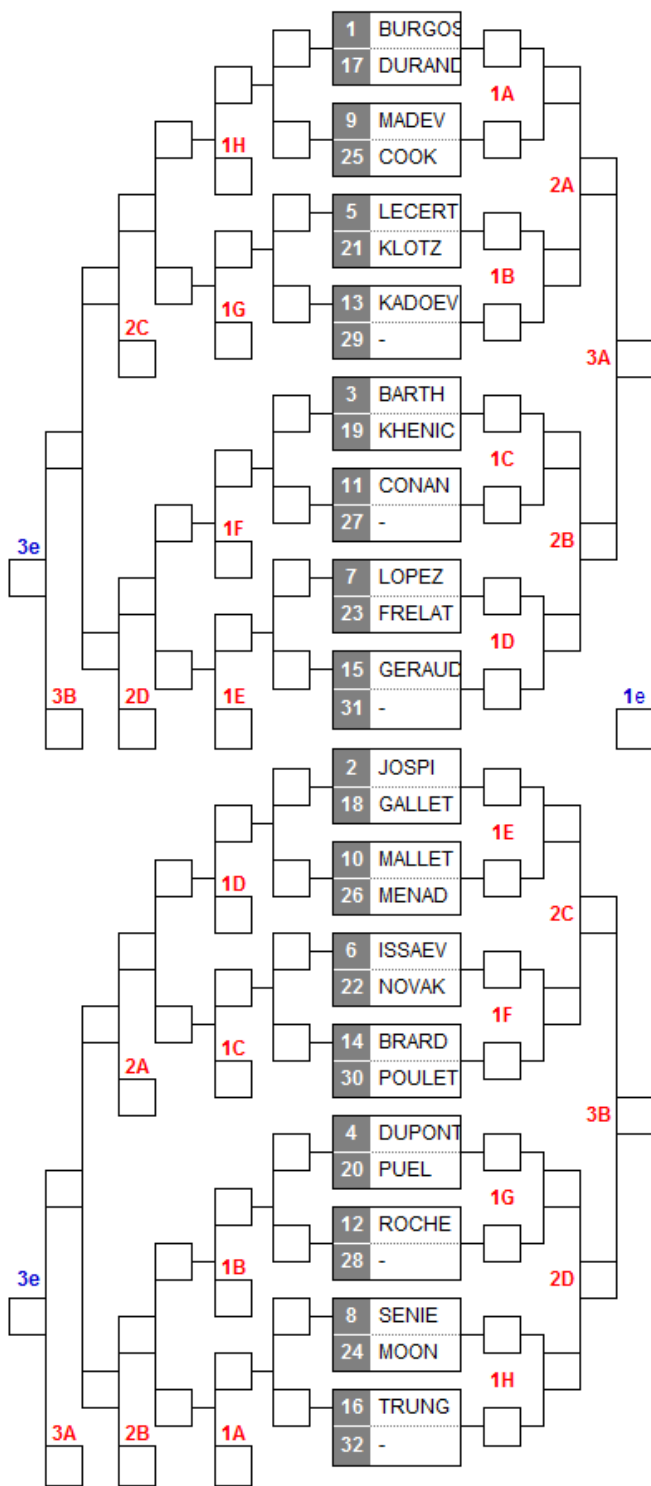 1 BURGOS
17 DURAND
1A
9 MADEV
1H
25 COOK
2A
5 LECERT
21 KLOTZ
1B
13 KADOEV
1G
29 -
2C
3A
3 BARTH
19 KHENIC
1C
11 CONAN
27 -
1F
2B
3e
7 LOPEZ
23 FRELAT
1D
15 GERAUD
31 -
3B 2D 1E
1e
2 JOSPI
18 GALLET
1E
10 MALLET
1D
26 MENAD
2C
6 ISSAEV
22 NOVAK
1F
14 BRARD
1C
30 POULET
2A
3B
4 DUPONT
20 PUEL
1G
12 ROCHE
28 -
1B
2D
3e
8 SENIE
24 MOON
1H
16 TRUNG
32 -
3A 2B 1A